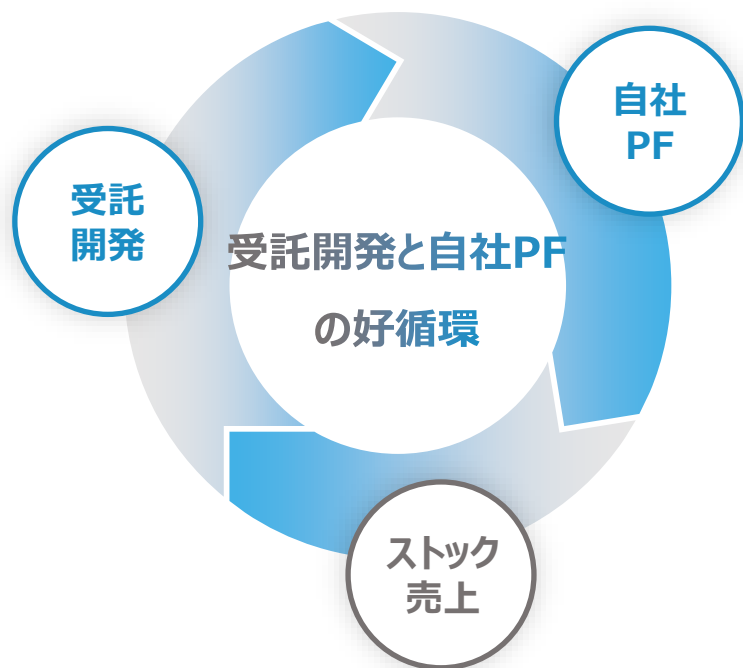 自社
PF
受託
開発
受託開発と自社PF
の好循環
ストック
売上